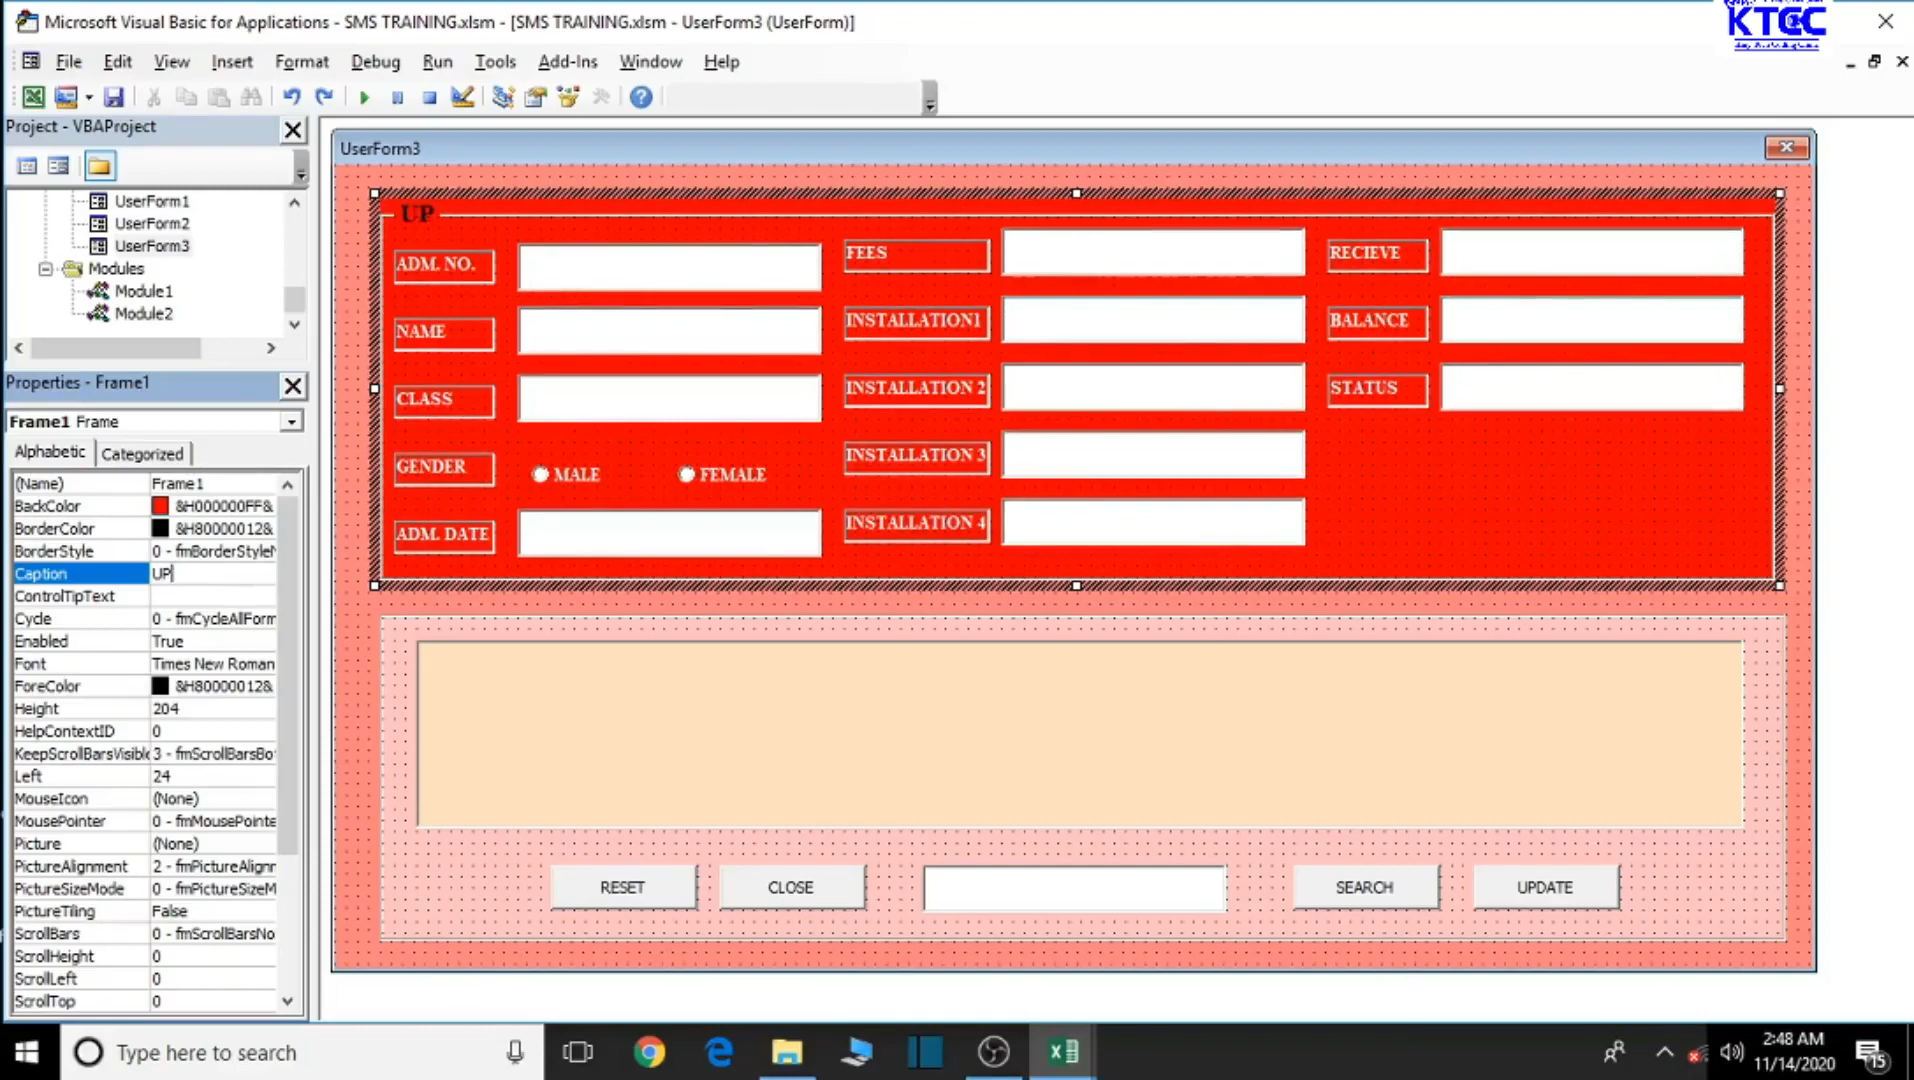 Microsoft Visual Basic for Applications - SMS TRAINING.xlsm - [SMS TRAINING.xlsm - UserForm3 (UserForm)]
KTCC
File Edit View Insert Format Debug Run Tools Add-Ins Window Help
Project - VBAProject
UserForm1
UserForm2
UserForm3
Modules
Module1
Module2
Properties - Frame1
Frame1 Frame
Alphabetic Categorized
(Name) Frame1
BackColor &H000000FF&
BorderColor &H80000012&
BorderStyle 0 - fmBorderStyleN
Caption UP
ControlTipText
Cycle 0 - fmCycleAllForm
Enabled True
Font Times New Roman
ForeColor &H80000012&
Height 204
HelpContextID 0
KeepScrollBarsVisible 3 - fmScrollBarsBo
Left 24
MouseIcon (None)
MousePointer 0 - fmMousePointe
Picture (None)
PictureAlignment 2 - fmPictureAlignr
PictureSizeMode 0 - fmPictureSizeM
PictureTiling False
ScrollBars 0 - fmScrollBarsNo
ScrollHeight 0
ScrollLeft 0
ScrollTop 0
UserForm3
UP
ADM. NO. FEES RECIEVE
NAME INSTALLATION1 BALANCE
CLASS INSTALLATION 2 STATUS
GENDER MALE FEMALE INSTALLATION 3
ADM. DATE INSTALLATION 4
RESET CLOSE SEARCH UPDATE
Type here to search
2:48 AM
11/14/2020
15